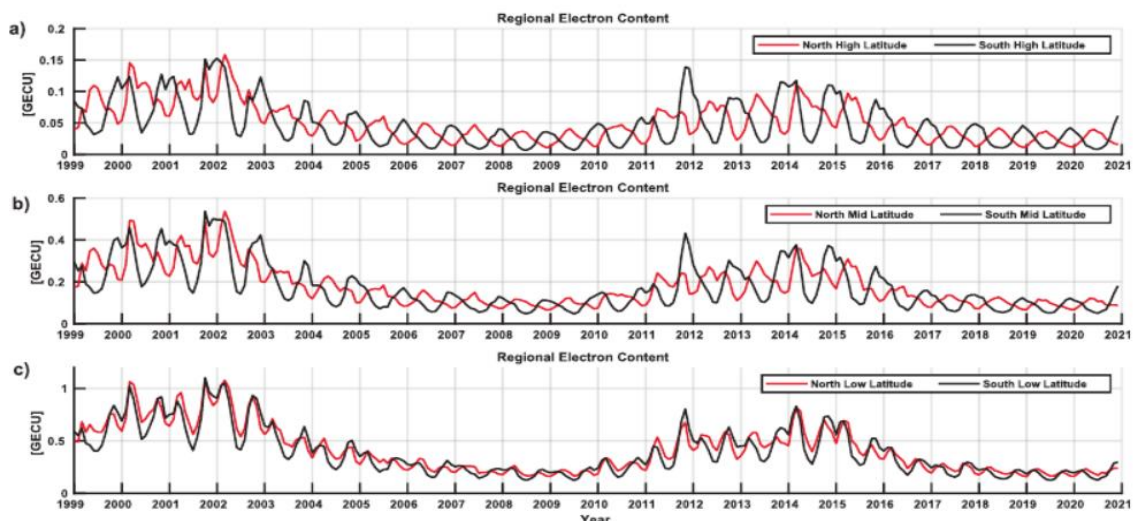 Regional Electron Content
a)
0.2
North High Latitude South High Latitude
0.15
[GECU]
0.1
0.05
0
1999 2000 2001 2002 2003 2004 2005 2006 2007 2008 2009 2010 2011 2012 2013 2014 2015 2016 2017 2018 2019 2020 2021
Regional Electron Content
b)
0.6
North Mid Latitude South Mid Latitude
[GECU]
0.4
0.2
0
1999 2000 2001 2002 2003 2004 2005 2006 2007 2008 2009 2010 2011 2012 2013 2014 2015 2016 2017 2018 2019 2020 2021
Regional Electron Content
c)
North Low Latitude South Low Latitude
1
[GECU]
0.5
0
1999 2000 2001 2002 2003 2004 2005 2006 2007 2008 2009 2010 2011 2012 2013 2014 2015 2016 2017 2018 2019 2020 2021
Year